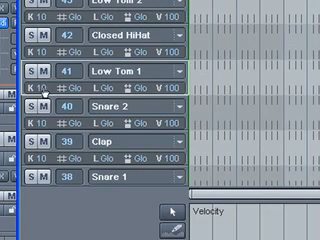 S M 43 Low Tom 2
K 10 Glo L Glo Glo V 100
S M 42 Closed HiHat
K 10 Glo L Glo Glo V 100
S M 41 Low Tom 1
K 10 Glo L Glo Glo V 100
S M 40 Snare 2
K 10 Glo L Glo Glo V 100
S M 39 Clap
K 10 Glo L Glo Glo V 100
S M 38 Snare 1
Velocity